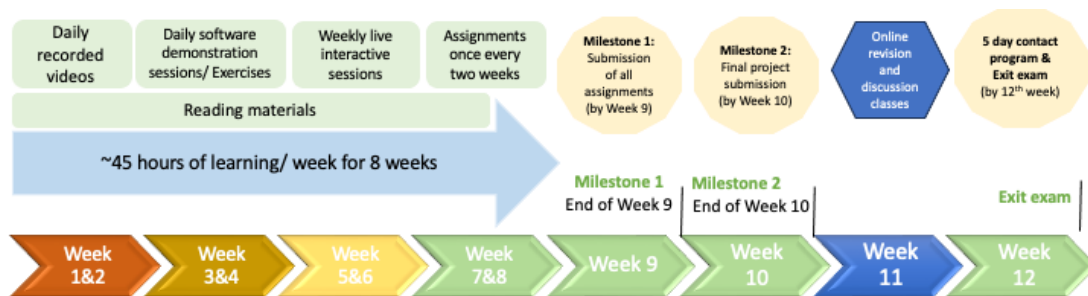 Daily
recorded
videos
Daily software
demonstration
sessions/ Exercises
Weekly live
interactive
sessions
Assignments
once every
two weeks
Reading materials
~45 hours of learning/ week for 8 weeks
Milestone 1:
Submission
of all
assignments
(by Week 9)
Milestone 2:
Final project
submission
(by Week 10)
Online
revision
and
discussion
classes
5 day contact
program &
Exit exam
(by 12th week)
Milestone 1
End of Week 9
Milestone 2
End of Week 10
Exit exam
Week
1&2
Week
3&4
Week
5&6
Week
7&8
Week 9
Week
10
Week
11
Week
12